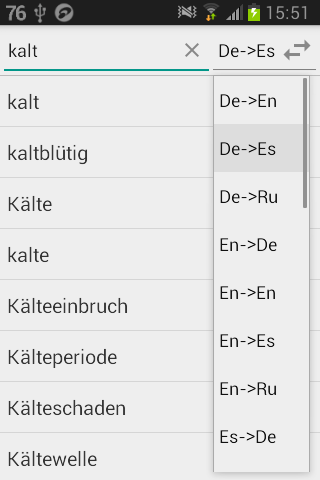 76 15:51
kalt De->Es
kalt
kaltblütig
Kälte
kalte
Kälteeinbruch
Kälteperiode
Kälteschaden
Kältewelle
De->En
De->Es
De->Ru
En->De
En->En
En->Es
En->Ru
Es->De